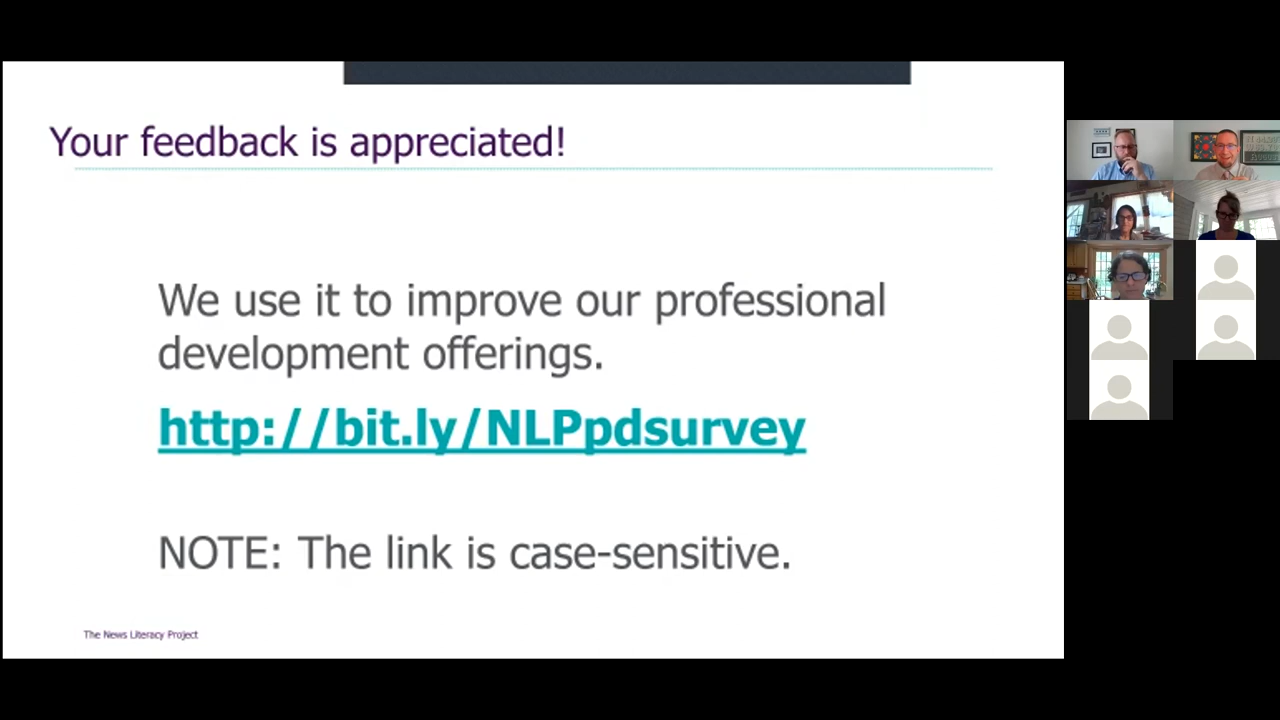 Your feedback is appreciated!
We use it to improve our professional
development offerings.
http://bit.ly/NLPpdsurvey
NOTE: The link is case-sensitive.
The News Literacy Project